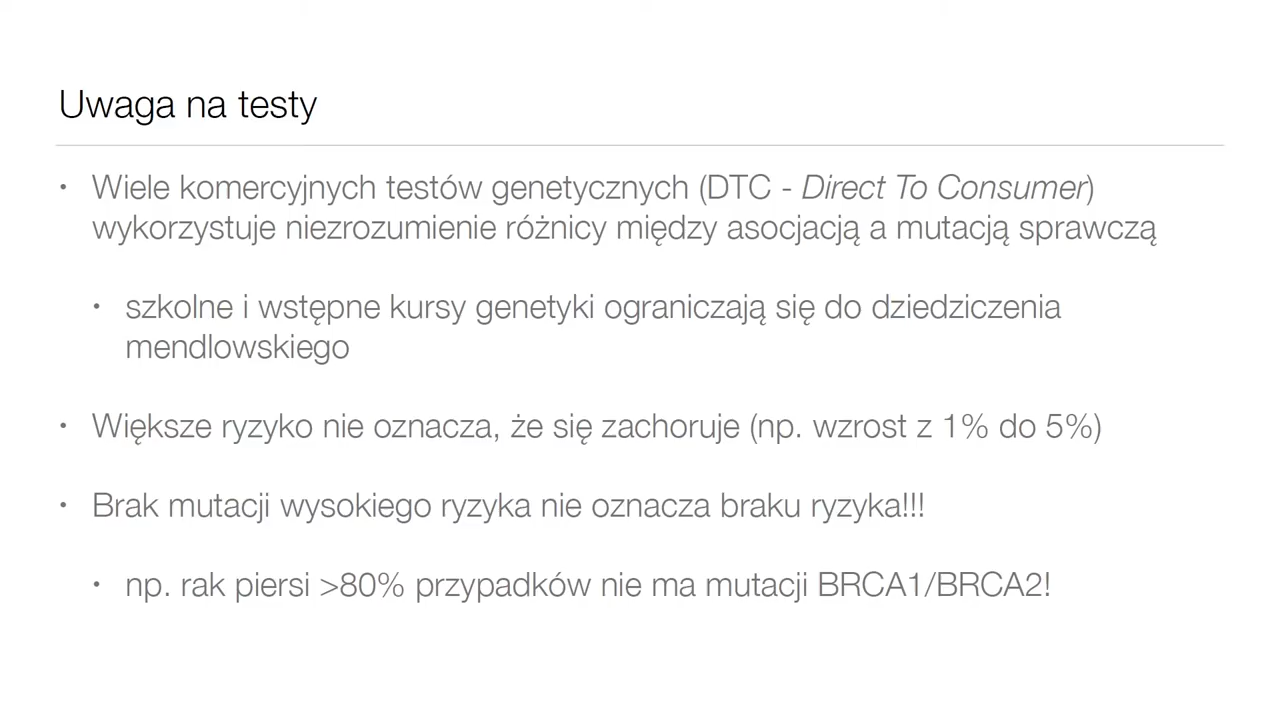 Uwaga na testy
• Wiele komercyjnych testów genetycznych (DTC - Direct To Consumer)
wykorzystuje niezrozumienie różnicy między asocjacją a mutacją sprawczą
• szkolne i wstępne kursy genetyki ograniczają się do dziedziczenia
mendlowskiego
• Większe ryzyko nie oznacza, że się zachoruje (np. wzrost z 1% do 5%)
• Brak mutacji wysokiego ryzyka nie oznacza braku ryzyka!!!
• np. rak piersi >80% przypadków nie ma mutacji BRCA1/BRCA2!